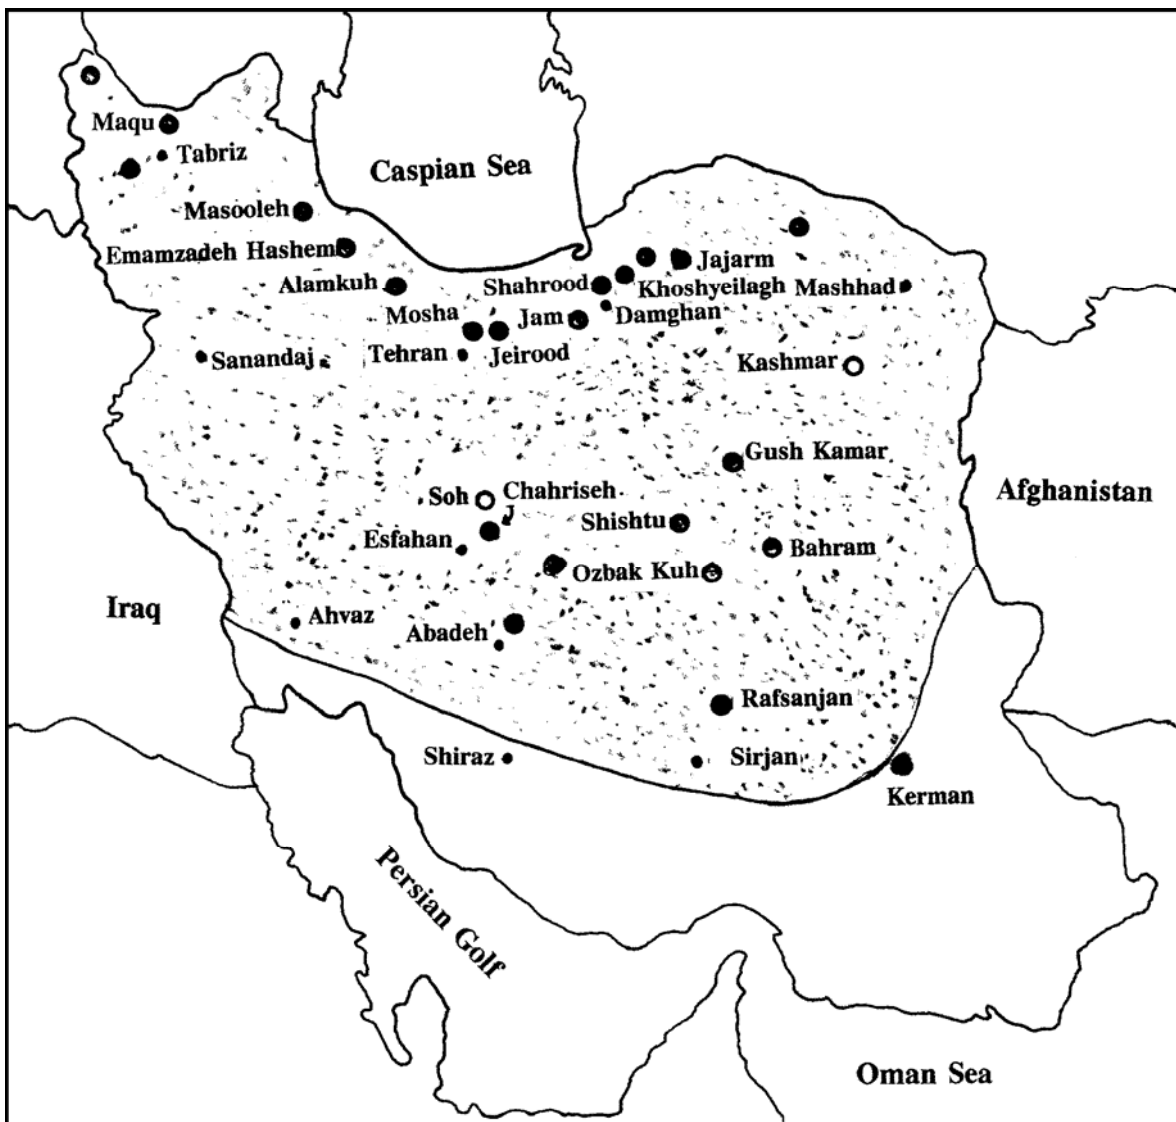 Maqu
Tabriz
Caspian Sea
Masooleh
Emamzadeh Hashem
Alamkuh
Shahrood
Jajarm
Khoshyeilagh
Mashhad
Mosha
Jam
Damghan
Sanandaj
Tehran
Jeirood
Kashmar
Gush Kamar
Afghanistan
Soh
Chahriseh
Shishtu
Esfahan
Bahram
Ozbak Kuh
Iraq
Ahvaz
Abadeh
Rafsanjan
Shiraz
Sirjan
Kerman
Persian Golf
Oman Sea